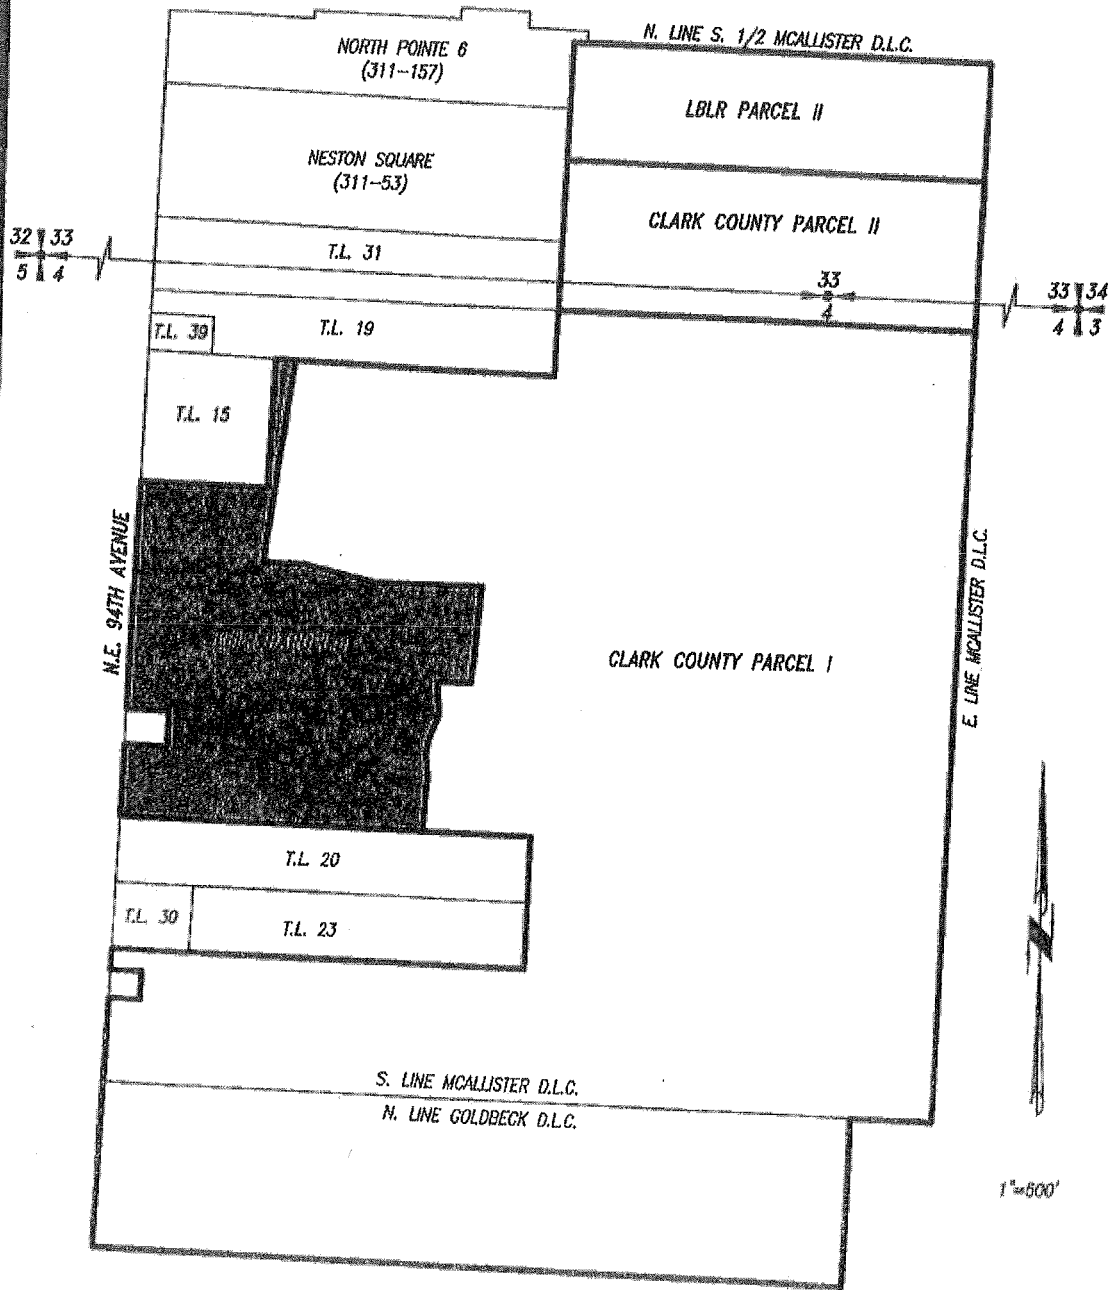 N. LINE S. 1/2 MCALLISTER D.L.C.
NORTH POINTE 6
(311-157)
LBLR PARCEL II
NESTON SQUARE
(311-53)
CLARK COUNTY PARCEL II
32 33
5 4
T.L. 31
33
4
33 34
4 3
T.L. 39
T.L. 19
T.L. 15
N.E. 94TH AVENUE
E. LINE MCALLISTER D.L.C.
CLARK COUNTY PARCEL I
T.L. 20
T.L. 30
T.L. 23
S. LINE MCALLISTER D.L.C.
N. LINE GOLDBECK D.L.C.
1"=600'